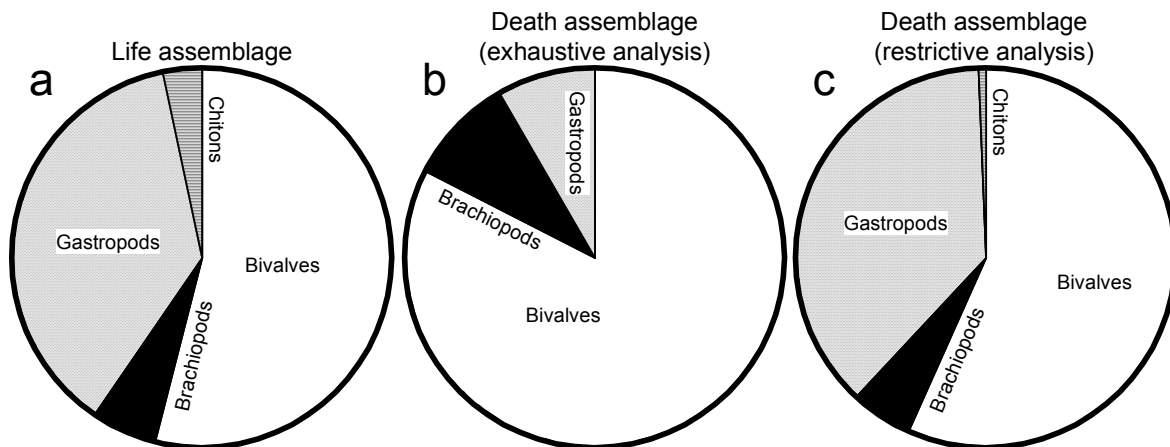 Life assemblage
Death assemblage
(exhaustive analysis)
Death assemblage
(restrictive analysis)
a
Chitons
Gastropods
Bivalves
Brachiopods
b
Gastropods
Brachiopods
Bivalves
c
Chitons
Gastropods
Bivalves
Brachiopods